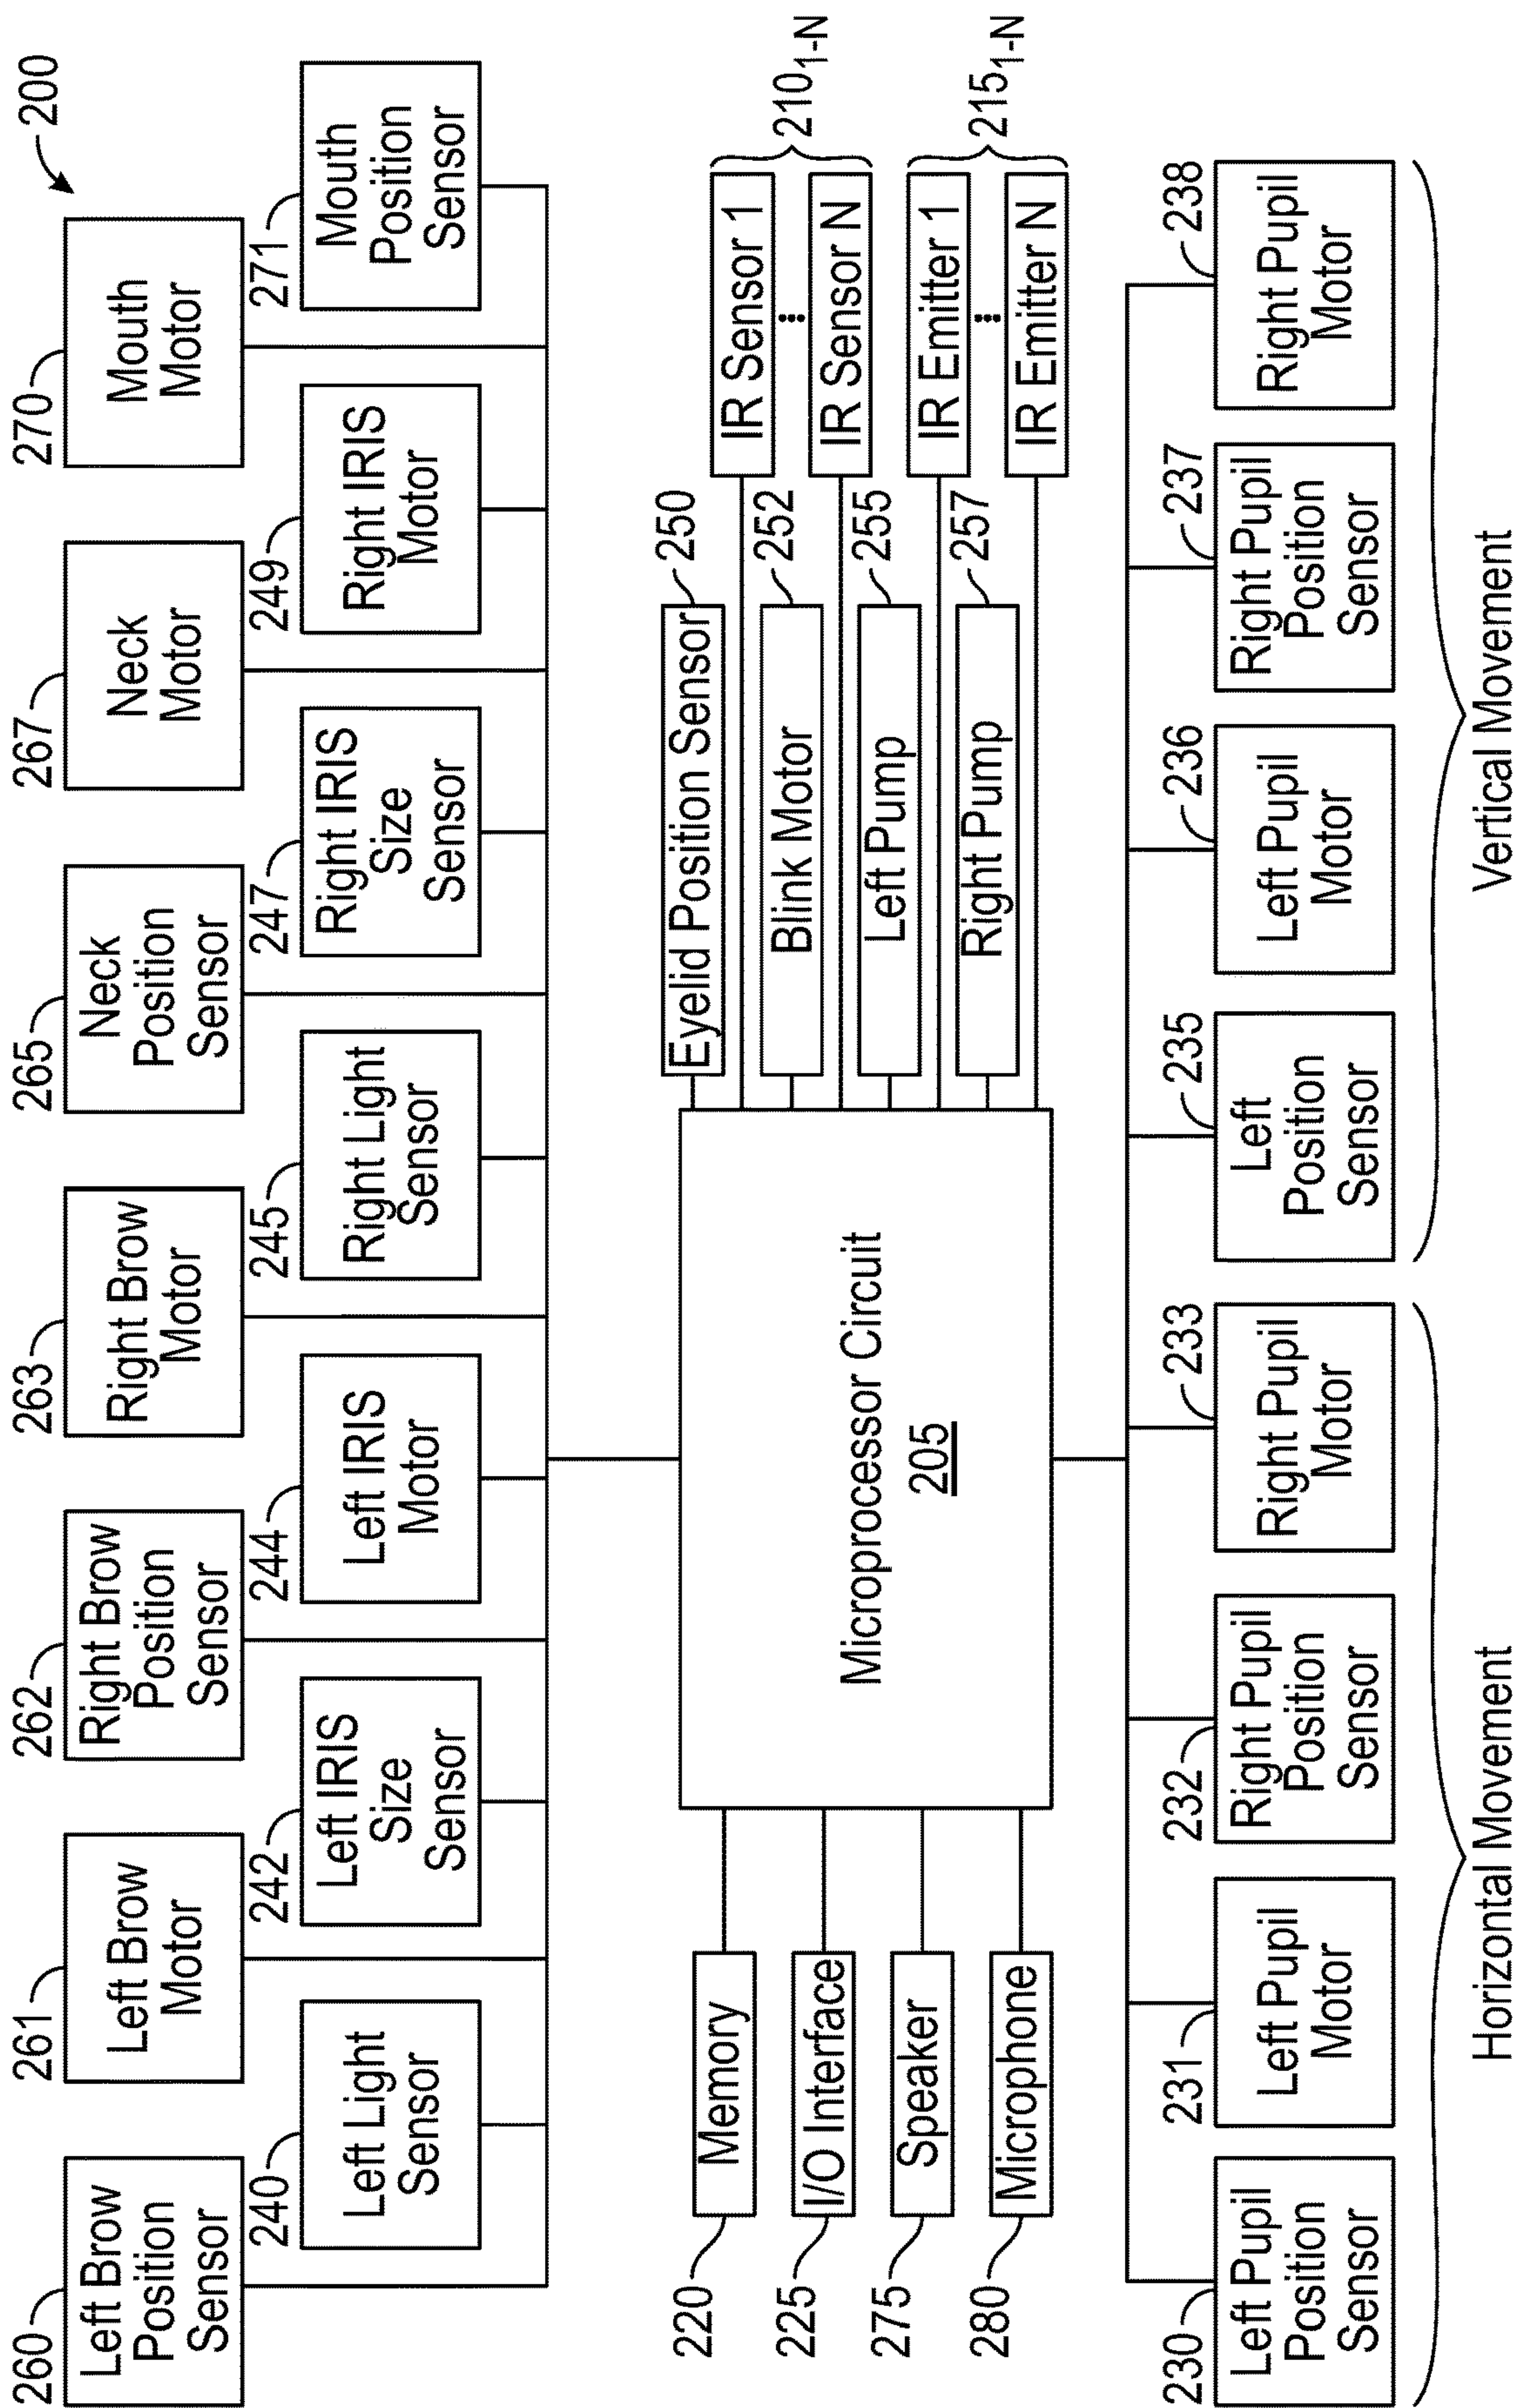 200
260
Left Brow
Position
Sensor
261
Left Brow
Motor
262
Right Brow
Position
Sensor
263
Right Brow
Motor
265
Neck
Position
Sensor
267
Neck
Motor
270
Mouth
Motor
240
Left Light
Sensor
242
Left IRIS
Size
Sensor
244
Left IRIS
Motor
245
Right Light
Sensor
247
Right IRIS
Size
Sensor
249
Right IRIS
Motor
271
Mouth
Position
Sensor
220
Memory
225
I/O Interface
275
Speaker
280
Microphone
Microprocessor Circuit
205
Eyelid Position Sensor
250
Blink Motor
252
Left Pump
255
Right Pump
257
IR Sensor 1
IR Sensor N
210₁₋N
IR Emitter 1
IR Emitter N
215₁₋N
230
Left Pupil
Position
Sensor
231
Left Pupil
Motor
232
Right Pupil
Position
Sensor
233
Right Pupil
Motor
235
Left
Position
Sensor
236
Left Pupil
Motor
237
Right Pupil
Position
Sensor
238
Right Pupil
Motor
Horizontal Movement
Vertical Movement